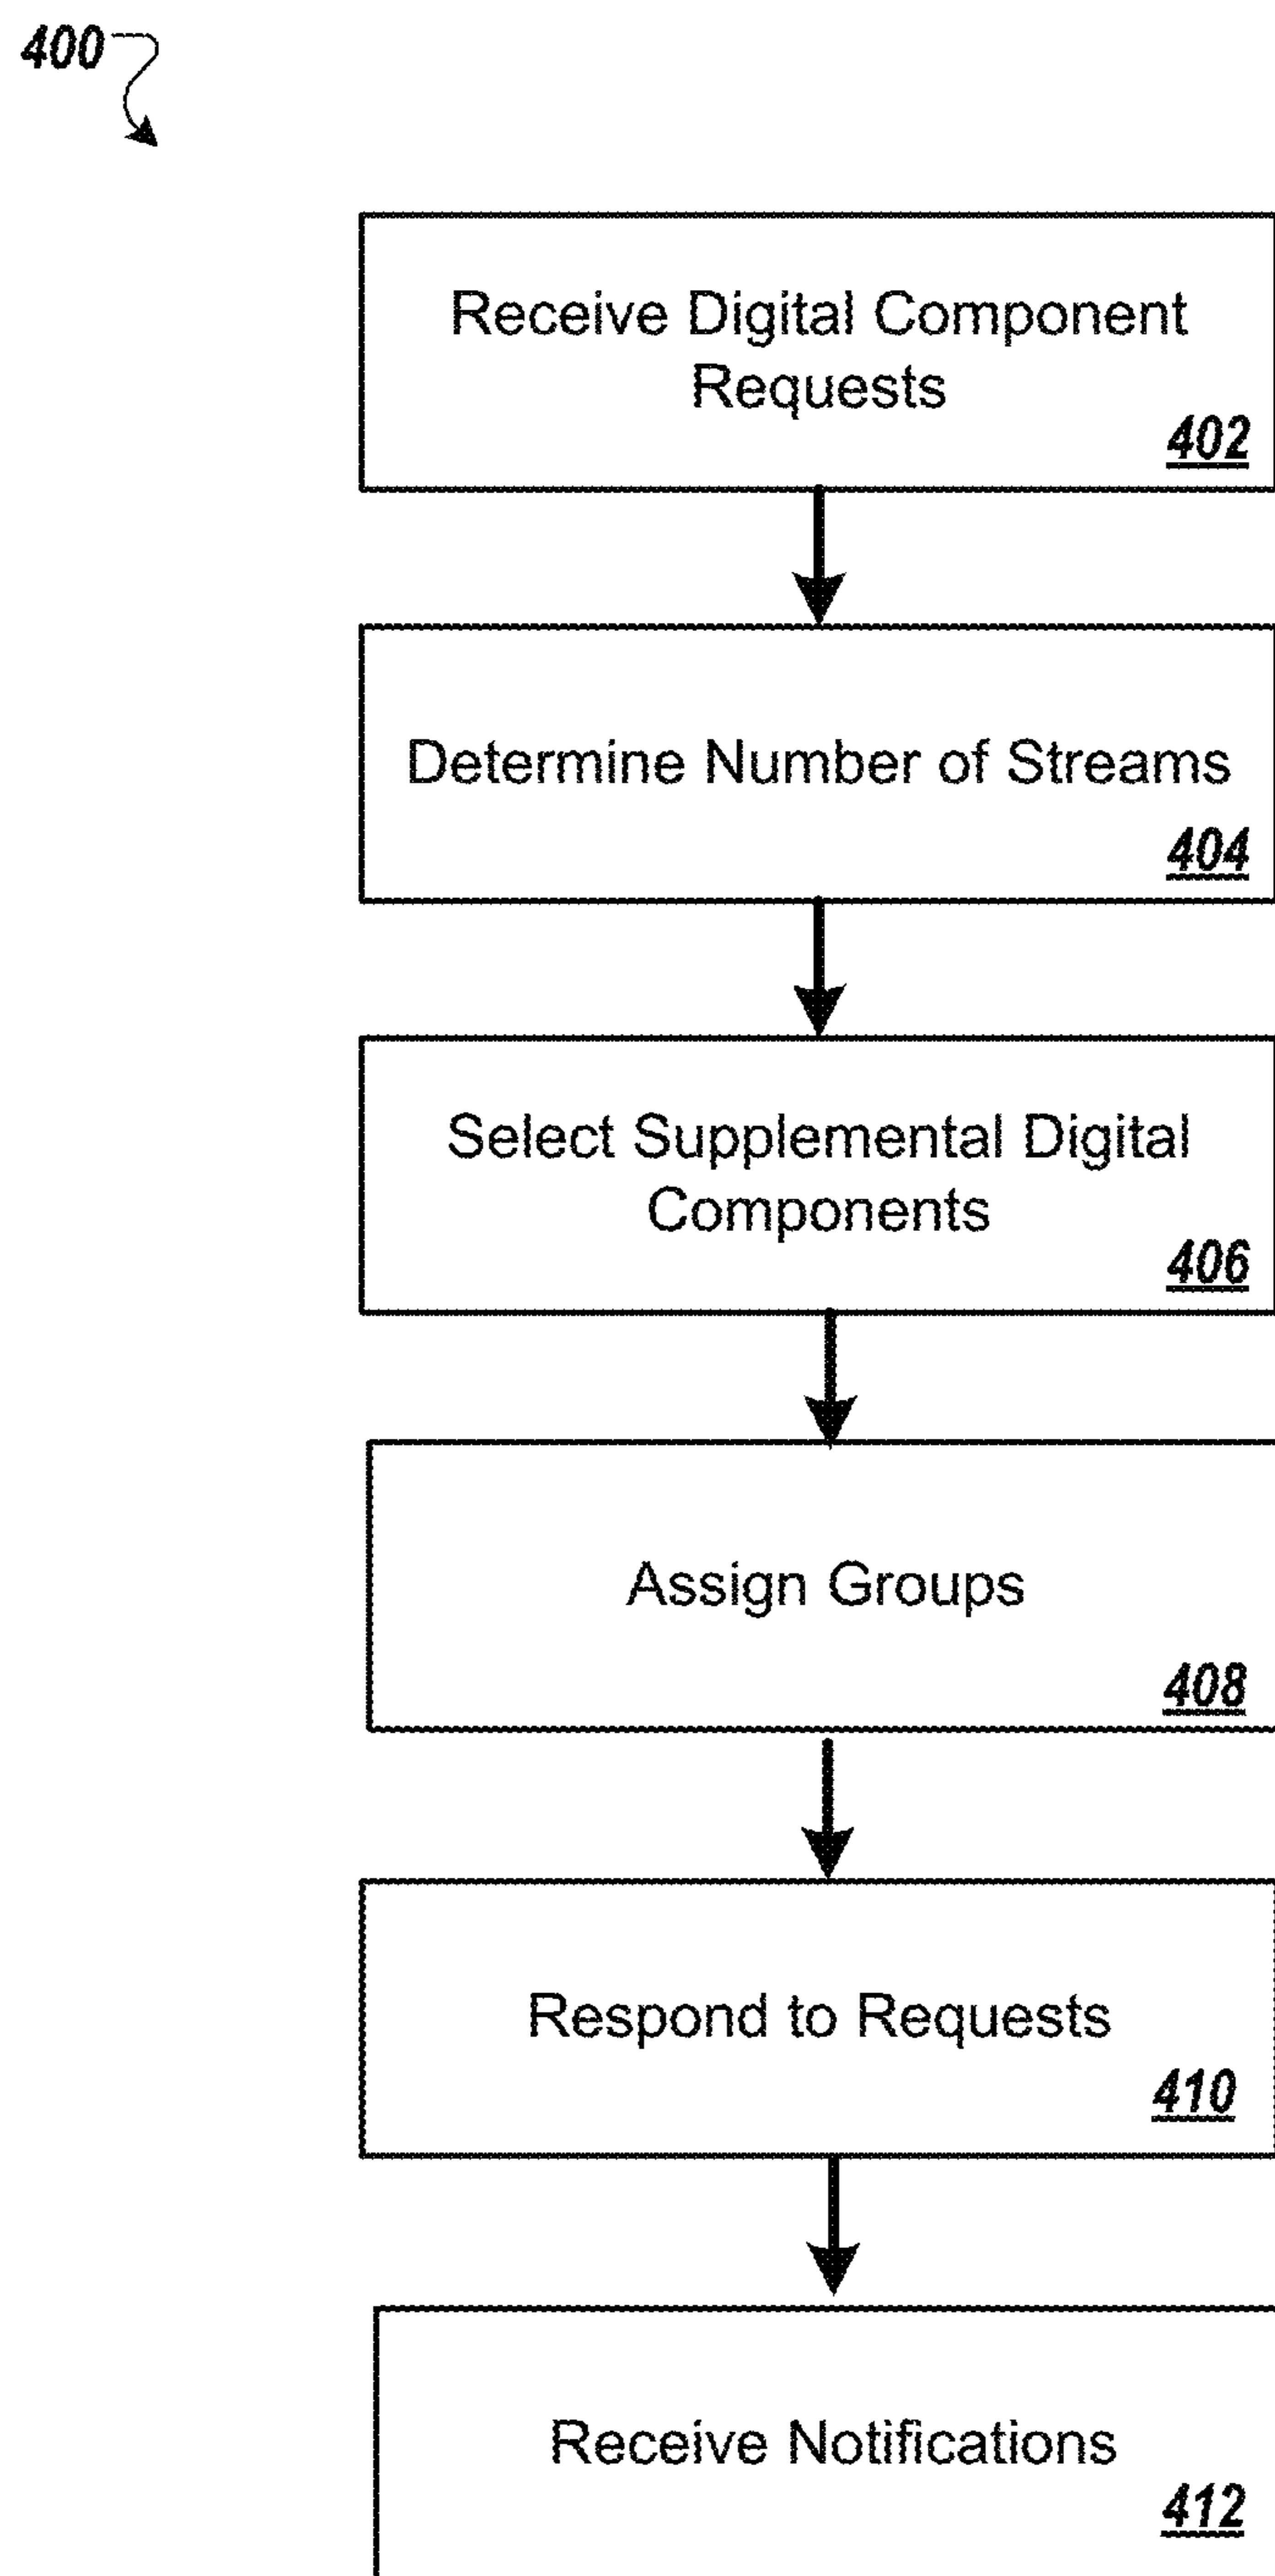 400
Receive Digital Component
Requests
402
Determine Number of Streams
404
Select Supplemental Digital
Components
406
Assign Groups
408
Respond to Requests
410
Receive Notifications
412